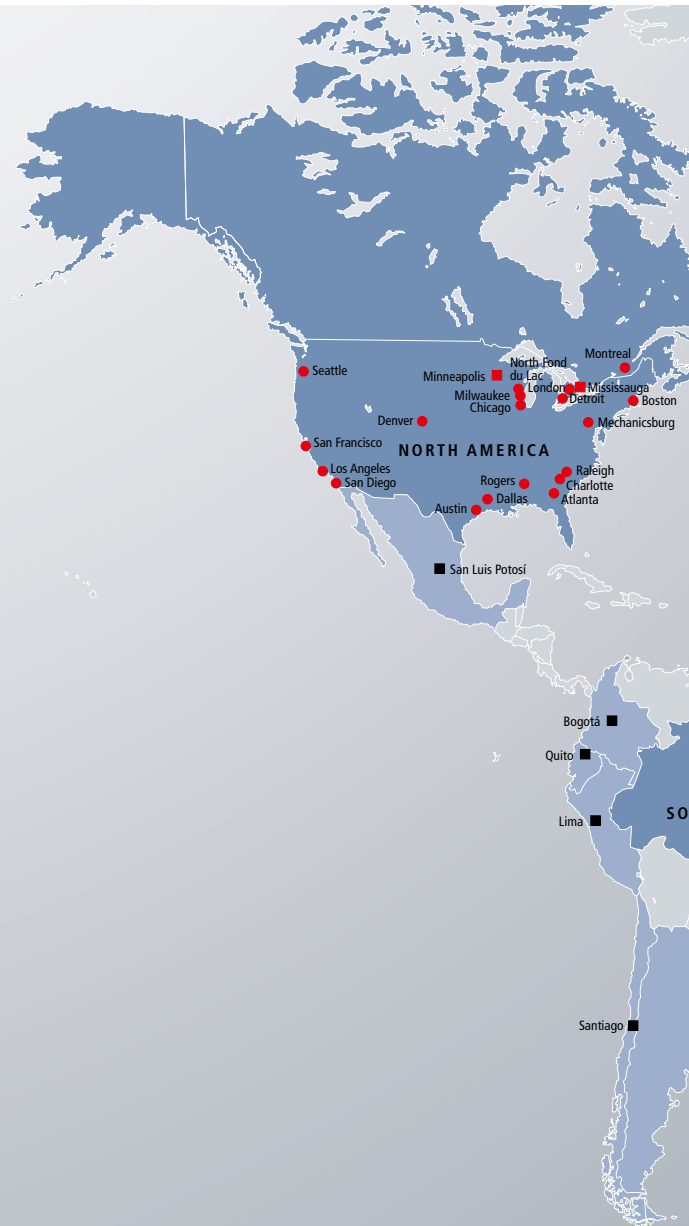 Montreal
North Fond
du Lac
Seattle
Minneapolis
London
Mississauga
Milwaukee
Detroit
Boston
Chicago
Denver
Mechanicsburg
San Francisco
NORTH AMERICA
Los Angeles
Raleigh
San Diego
Rogers
Charlotte
Dallas
Atlanta
Austin
San Luis Potosí
Bogotá
Quito
Lima
SO
Santiago